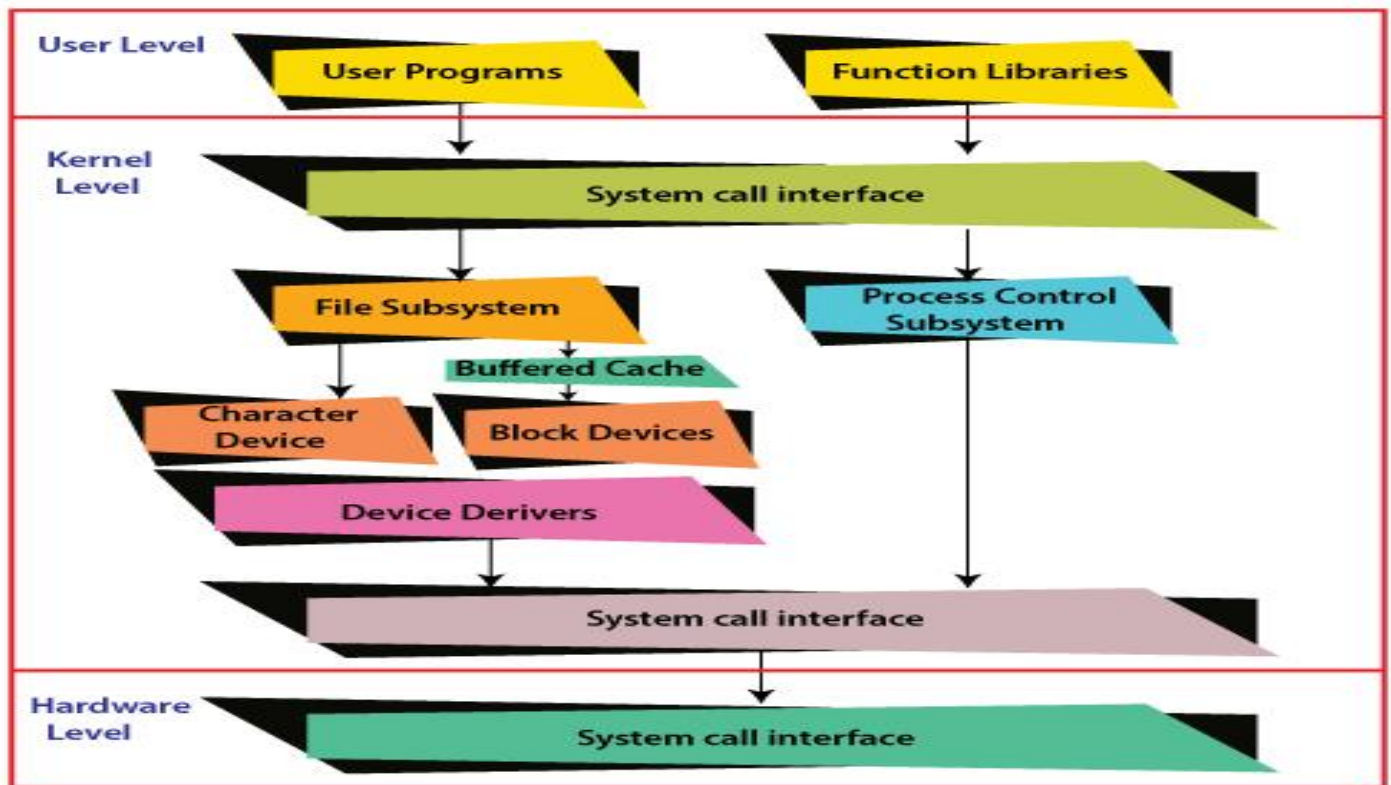 User Level
User Programs
Function Libraries
Kernel
Level
System call interface
File Subsystem
Process Control
Subsystem
Buffered Cache
Character
Device
Block Devices
Device Derivers
System call interface
Hardware
Level
System call interface